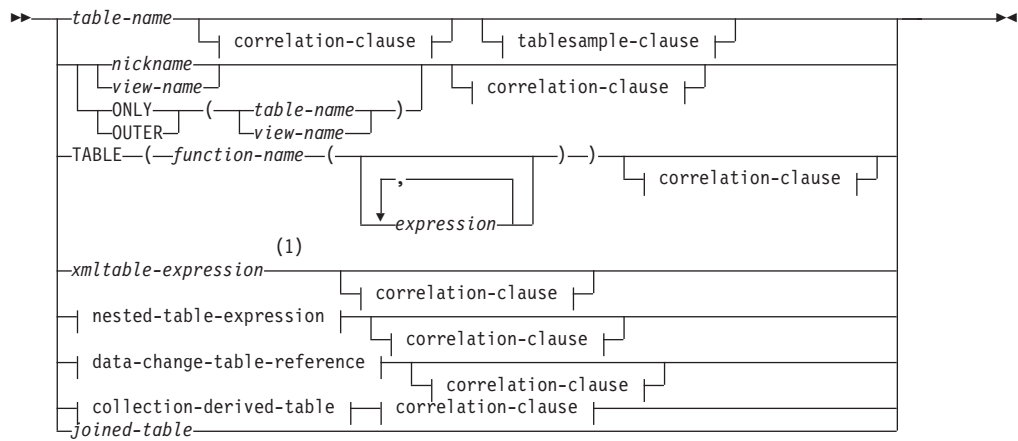 table-name
correlation-clause tablesample-clause
nickname
view-name correlation-clause
ONLY ( table-name )
OUTER view-name
TABLE ( function-name ( ) )
, correlation-clause
expression
(1)
xmltable-expression
correlation-clause
nested-table-expression
correlation-clause
data-change-table-reference
correlation-clause
collection-derived-table correlation-clause
joined-table